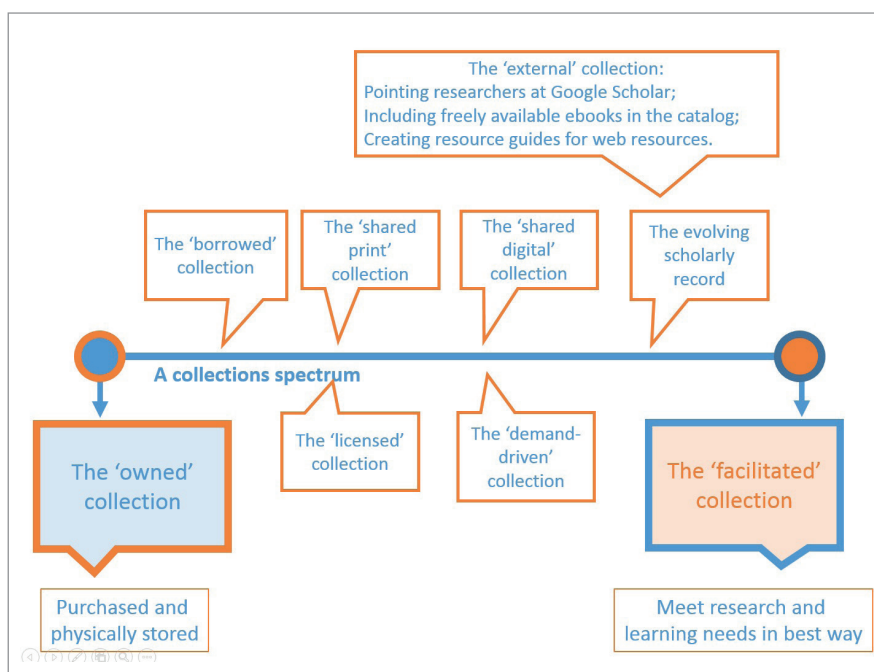 The ‘external’ collection:
Pointing researchers at Google Scholar;
Including freely available ebooks in the catalog;
Creating resource guides for web resources.
The ‘borrowed’
collection
The ‘shared
print’
collection
The ‘shared
digital’
collection
The evolving
scholarly
record
A collections spectrum
The ‘owned’
collection
The ‘licensed’
collection
The ‘demand-
driven’
collection
The ‘facilitated’
collection
Purchased and
physically stored
Meet research and
learning needs in best way